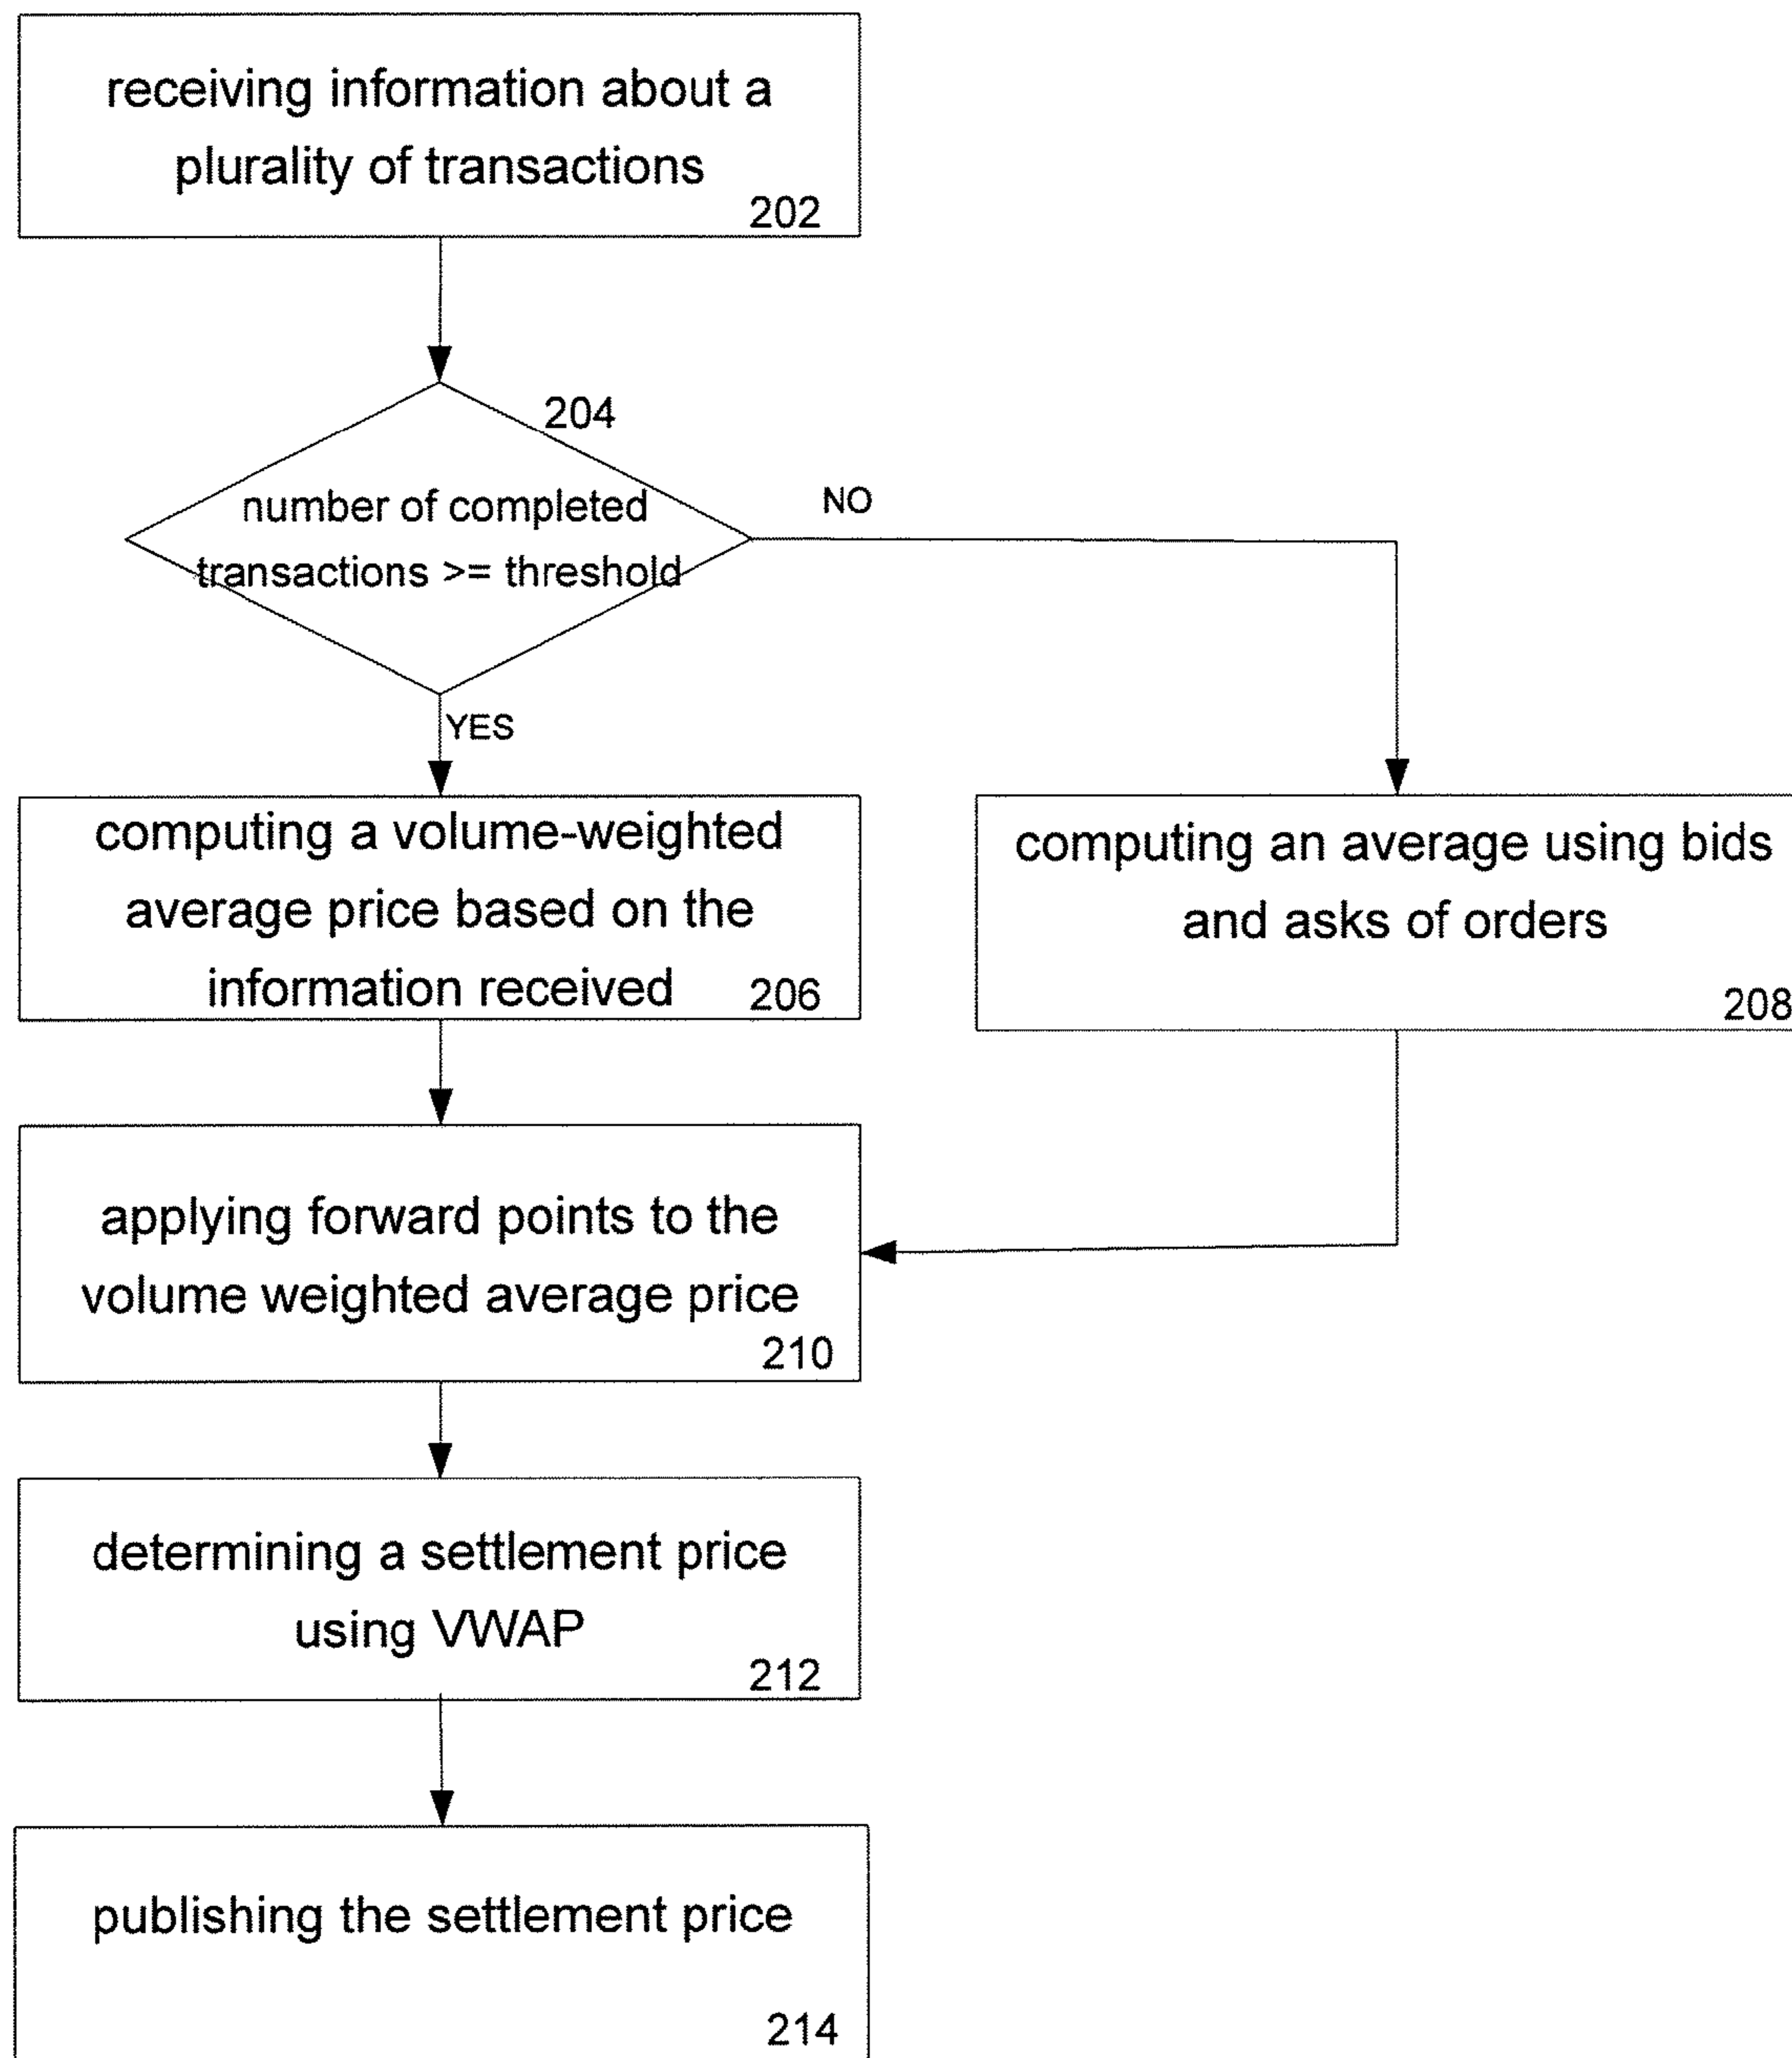 receiving information about a
plurality of transactions
202
204
number of completed
transactions >= threshold
NO
YES
computing a volume-weighted
average price based on the
information received
206
computing an average using bids
and asks of orders
208
applying forward points to the
volume weighted average price
210
determining a settlement price
using VWAP
212
publishing the settlement price
214